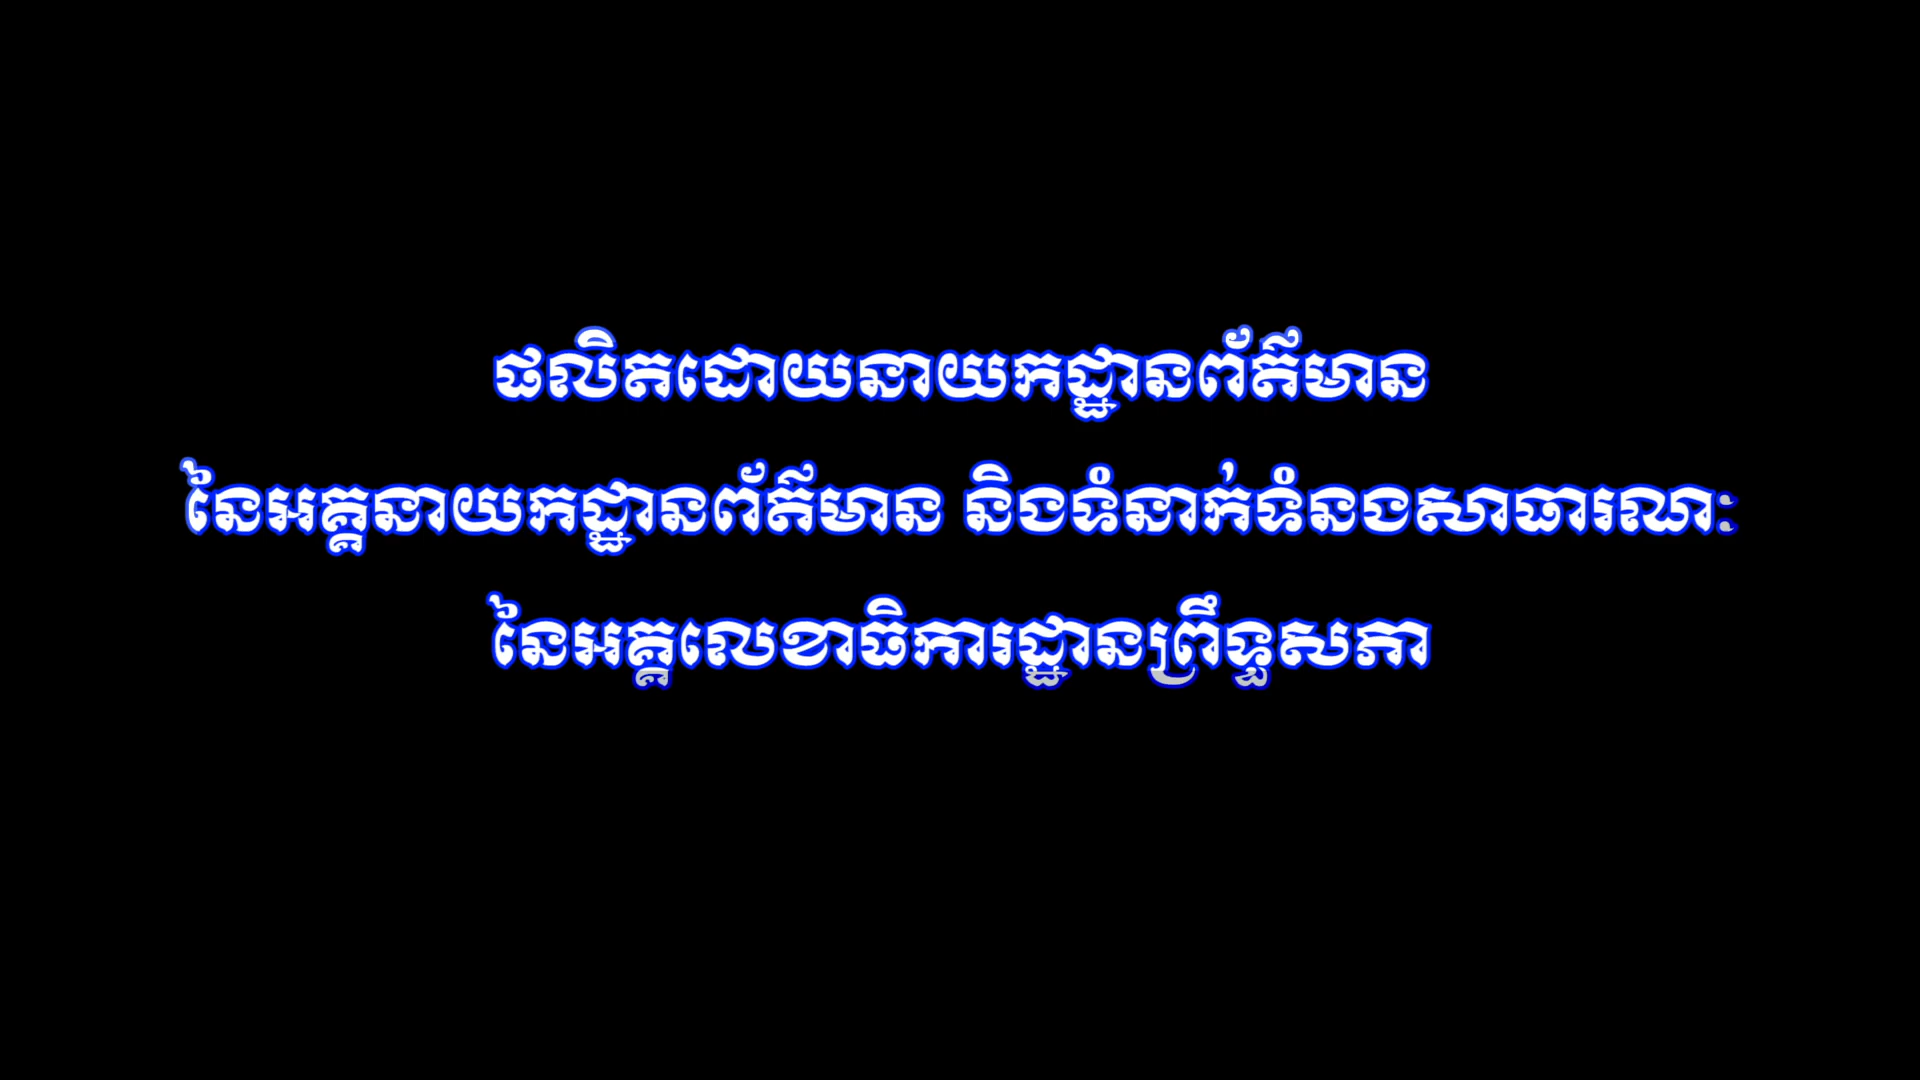 ផលិតដោយនាយកដ្ឋានព័ត៌មាន
នៃអគ្គនាយកដ្ឋានព័ត៌មាន និងទំនាក់ទំនងសាធារណៈ
នៃអគ្គលេខាធិការដ្ឋានព្រឹទ្ធសភា